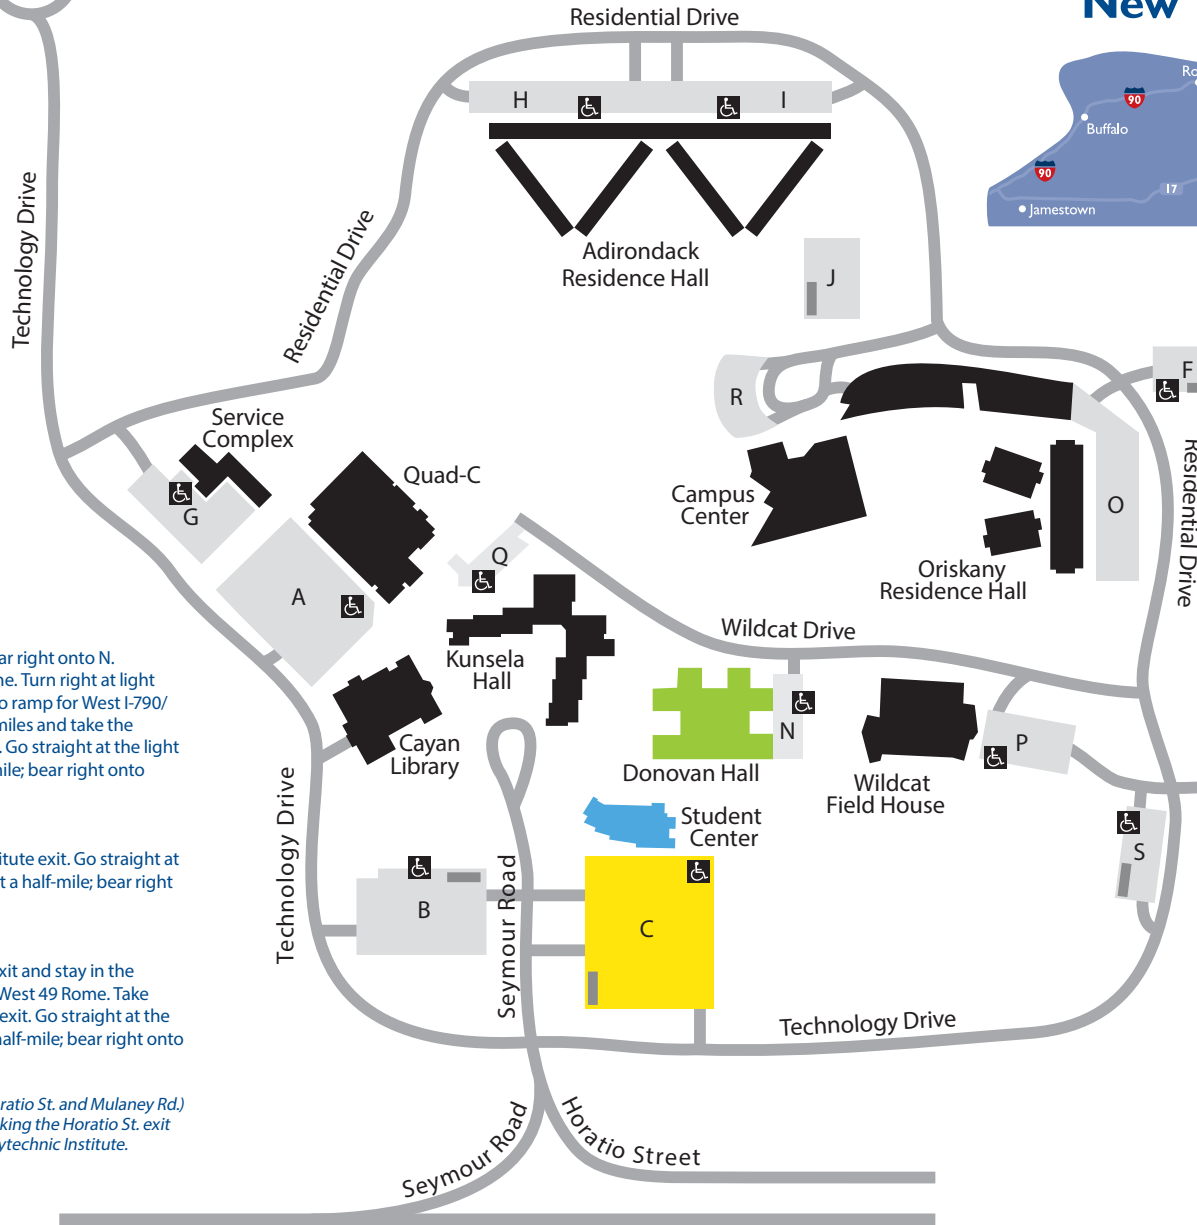 New
Residential Drive
H
I
Ro
90
Buffalo
90
17
Jamestown
Technology Drive
Residential Drive
Adirondack
Residence Hall
J
R
F
Service
Complex
Quad-C
G
Campus
Center
O
Residential Drive
Q
A
Oriskany
Residence Hall
Wildcat Drive
Kunsela
Hall
Cayan
Library
N
Donovan Hall
P
Wildcat
Field House
Student
Center
S
Technology Drive
B
Seymour Road
C
Technology Drive
Seymour Road
Horatio Street
ar right onto N.
ne. Turn right at light
o ramp for West I-790/
miles and take the
. Go straight at the light
mile; bear right onto
itute exit. Go straight at
t a half-mile; bear right
xit and stay in the
West 49 Rome. Take
exit. Go straight at the
half-mile; bear right onto
ratio St. and Mulaney Rd.)
king the Horatio St. exit
ytechnic Institute.